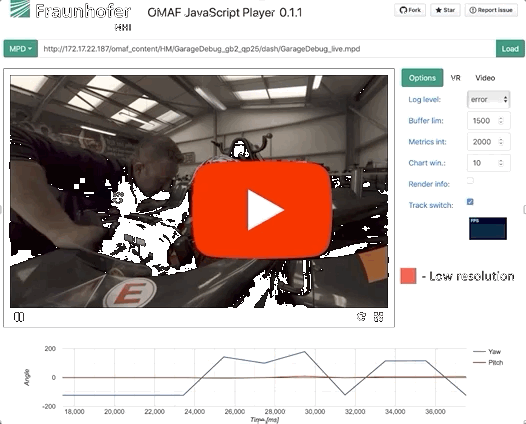 Fraunhofer
HHI
OMAF JavaScript Player 0.1.1
Fork
Star
Report issue
MPD
http://172.17.22.187/omaf_content/HM/GarageDebug_gb2_qp25/dash/GarageDebug_live.mpd
Load
Options
VR
Video
Log level:
error
Buffer lim:
1500
Metrics int:
2000
Chart win.:
10
Render info:
Track switch:
FPS
E
- Low resolution
200
0
-200
Angle
18,000
20,000
22,000
24,000
26,000
28,000
30,000
32,000
34,000
36,000
Time [ms]
Yaw
Pitch